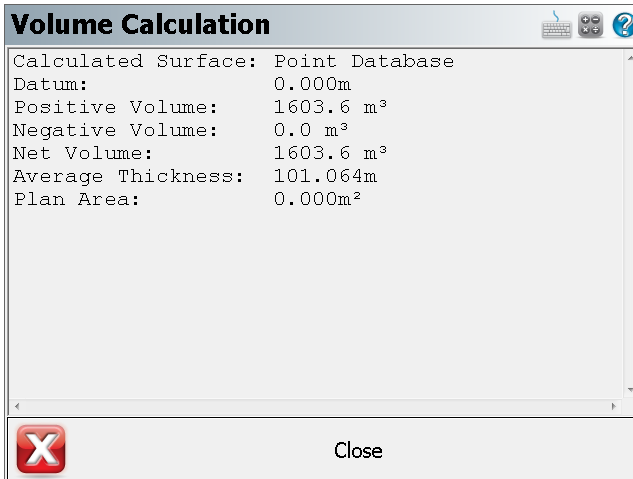 Volume Calculation
Calculated Surface: Point Database
Datum: 0.000m
Positive Volume: 1603.6 m³
Negative Volume: 0.0 m³
Net Volume: 1603.6 m³
Average Thickness: 101.064m
Plan Area: 0.000m²
Close